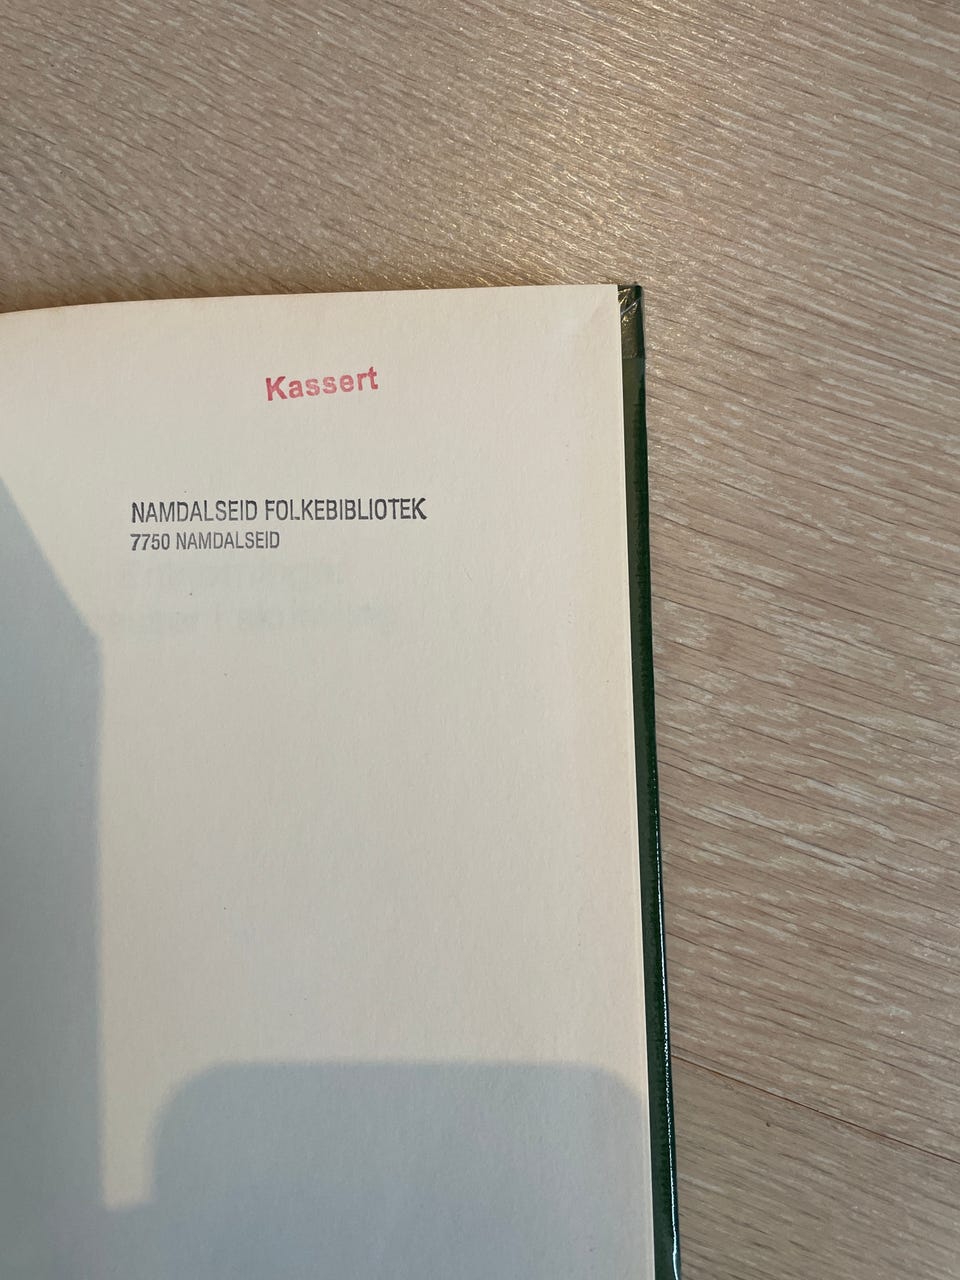 Kassert
NAMDALSEID FOLKEBIBLIOTEK
7750 NAMDALSEID